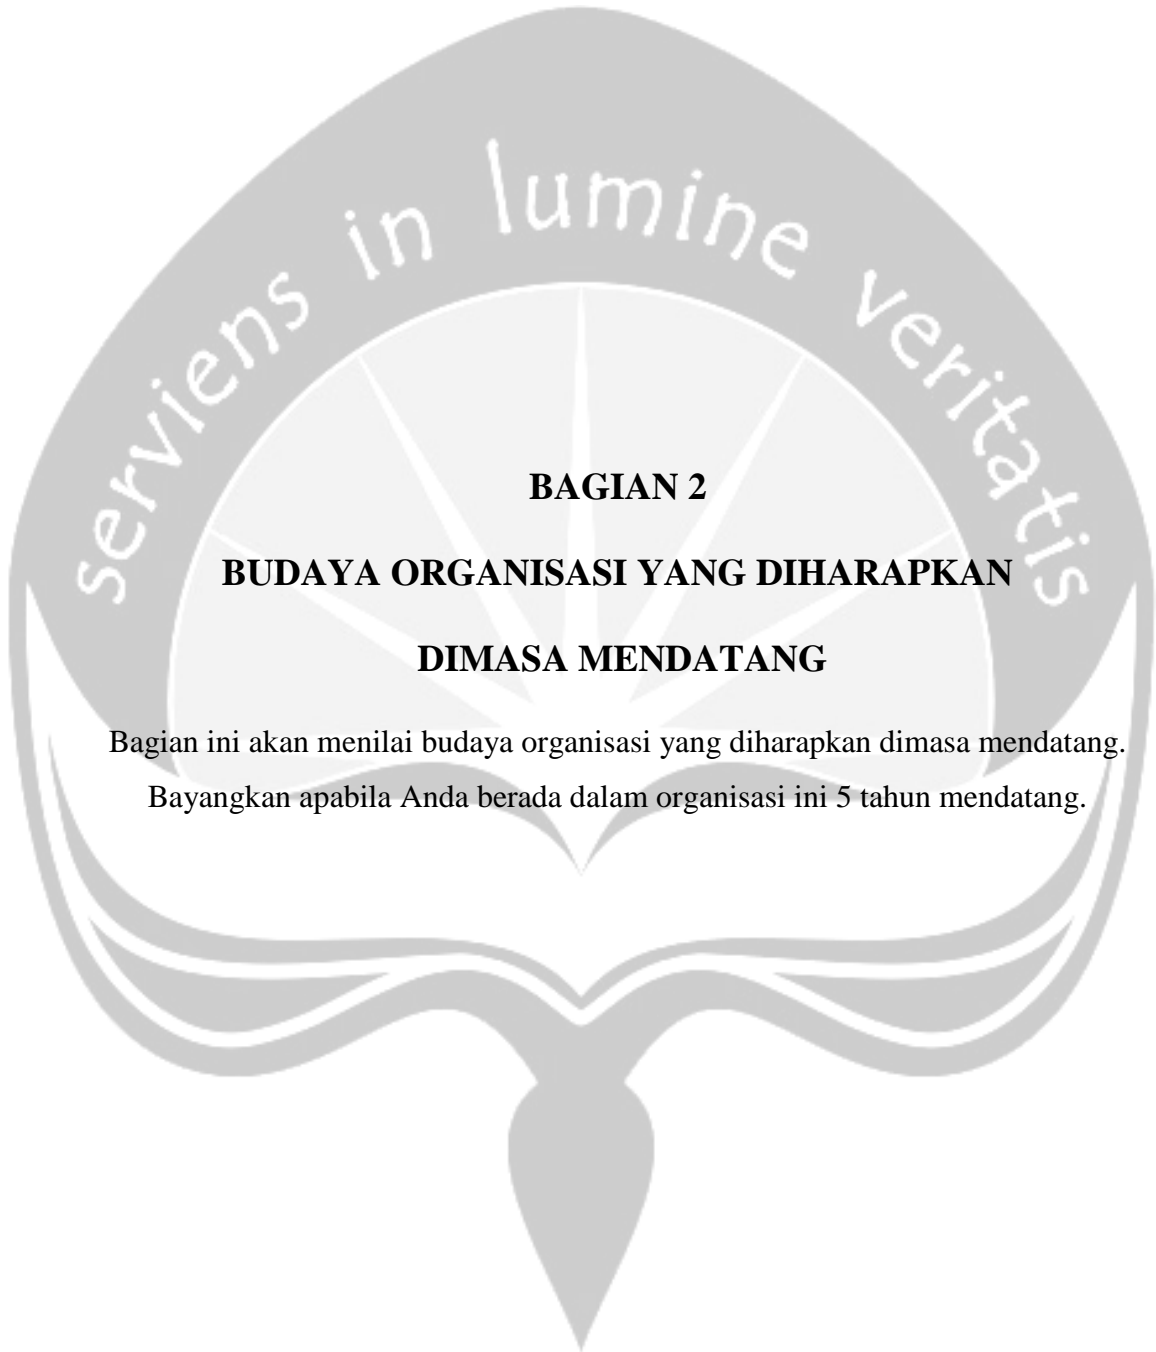 serviens in lumine veritatis
BAGIAN 2
BUDAYA ORGANISASI YANG DIHARAPKAN
DIMASA MENDATANG
Bagian ini akan menilai budaya organisasi yang diharapkan dimasa mendatang.
Bayangkan apabila Anda berada dalam organisasi ini 5 tahun mendatang.